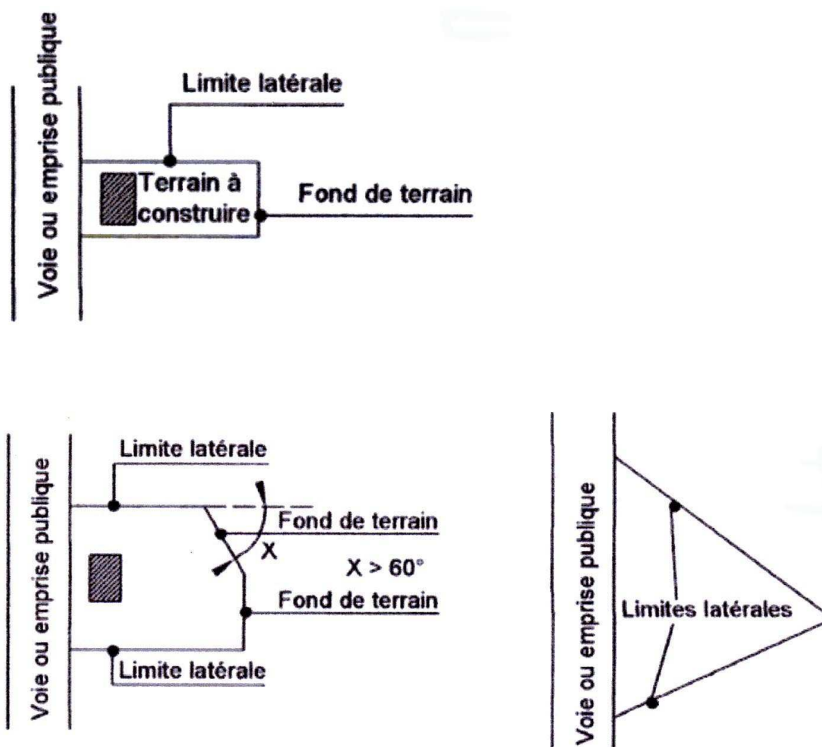 Voie ou emprise publique
Limite latérale
Terrain à
construire
Fond de terrain
Voie ou emprise publique
Limite latérale
Fond de terrain
X
X > 60°
Fond de terrain
Limite latérale
Voie ou emprise publique
Limites latérales